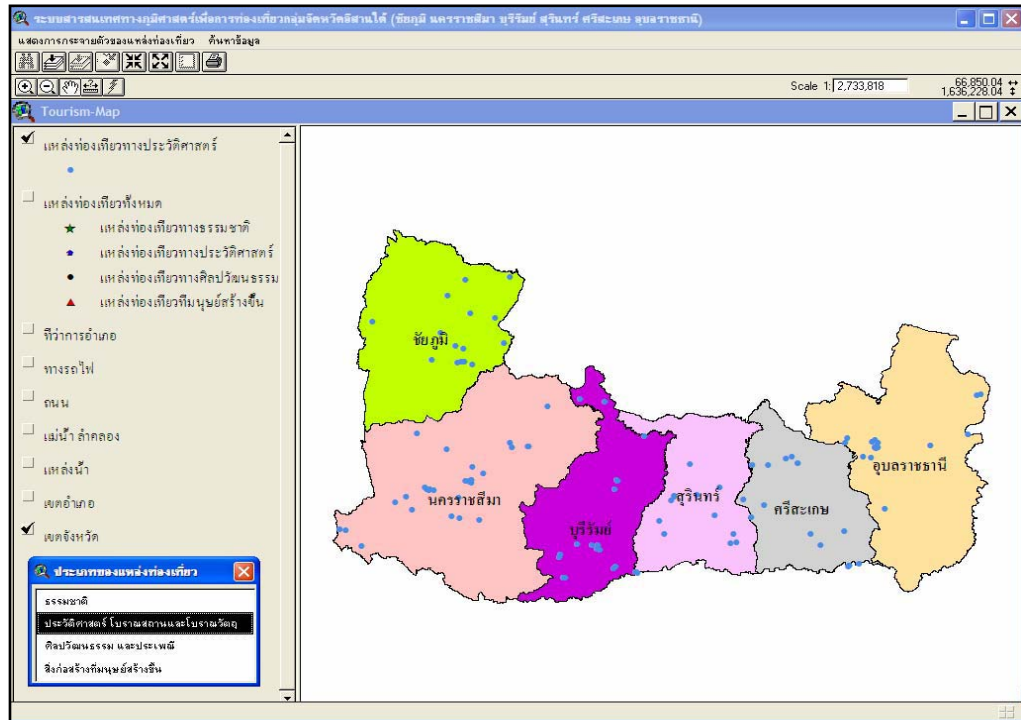 ระบบสารสนเทศทางภูมิศาสตร์เพื่อการท่องเที่ยวกลุ่มจังหวัดอีสานใต้ (ชัยภูมิ นครราชสีมา บุรีรัมย์ สุรินทร์ ศรีสะเกษ อุบลราชธานี)
แสดงการกระจายตัวของแหล่งท่องเที่ยว ค้นหาข้อมูล
Scale 1: 2,733,818
66,850.04
1,636,228.04
Tourism-Map
แหล่งท่องเที่ยวทางประวัติศาสตร์
แหล่งท่องเที่ยวทั้งหมด
แหล่งท่องเที่ยวทางธรรมชาติ
แหล่งท่องเที่ยวทางประวัติศาสตร์
แหล่งท่องเที่ยวทางศิลปวัฒนธรรม
แหล่งท่องเที่ยวที่มนุษย์สร้างขึ้น
ที่ว่าการอำเภอ
ทางรถไฟ
ถนน
แม่น้ำ ลำคลอง
แหล่งน้ำ
เขตอำเภอ
เขตจังหวัด
ประเภทของแหล่งท่องเที่ยว
ธรรมชาติ
ประวัติศาสตร์ โบราณสถานและโบราณวัตถุ
ศิลปวัฒนธรรม และประเพณี
สิ่งก่อสร้างที่มนุษย์สร้างขึ้น
ชัยภูมิ
นครราชสีมา
บุรีรัมย์
สุรินทร์
ศรีสะเกษ
อุบลราชธานี